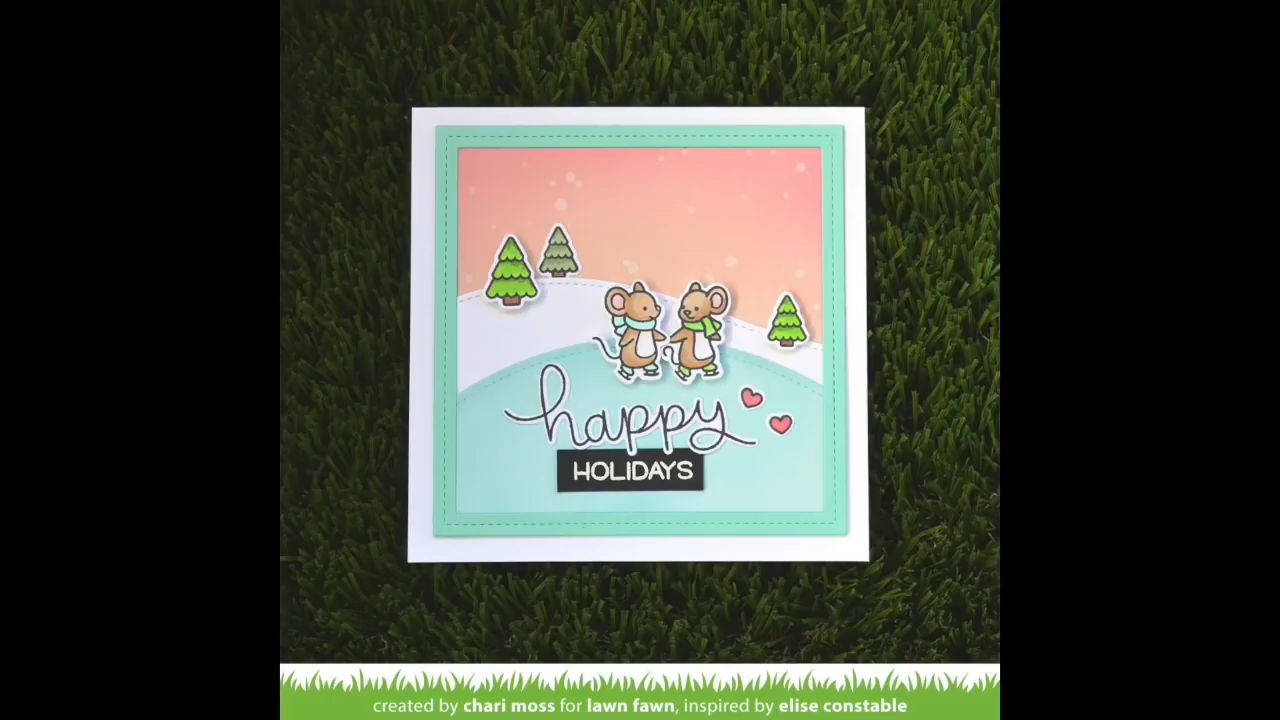 happy
HOLIDAYS
created by chari moss for lawn fawn, inspired by elise constable